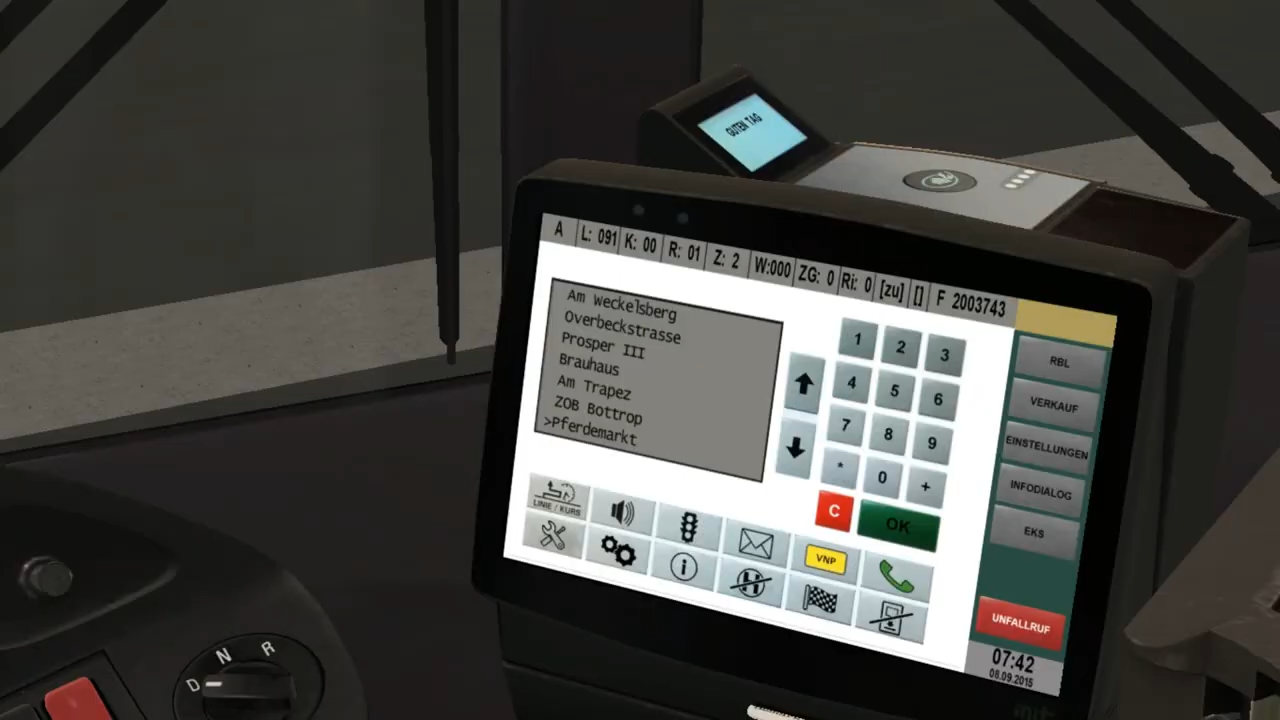 GUTEN TAG
A L: 091 K: 00 R: 01 Z: 2 W:000 ZG: 0 Ri: 0 [zu] [] F 2003743
Am Weckelsberg
Overbeckstrasse
Prosper III
Brauhaus
Am Trapez
ZOB Bottrop
>Pferdemarkt
1 2 3
4 5 6
7 8 9
* 0 +
C OK
RBL
VERKAUF
EINSTELLUNGEN
INFODIALOG
EKS
LINIE / KURS
VNP
i
H
UNFALLRUF
07:42
08.09.2015
init
D N R